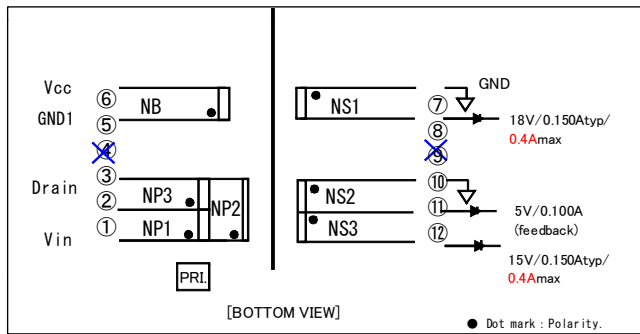 Vcc
⑥
NB
GND1
⑤
④
③
Drain
②
NP3
NP2
①
NP1
Vin
PRI.
NS1
GND
⑦
⑧
18V/0.150Atyp/
0.4Amax
⑨
⑩
NS2
⑪
5V/0.100A
(feedback)
NS3
⑫
15V/0.150Atyp/
0.4Amax
[BOTTOM VIEW]
● Dot mark : Polarity.